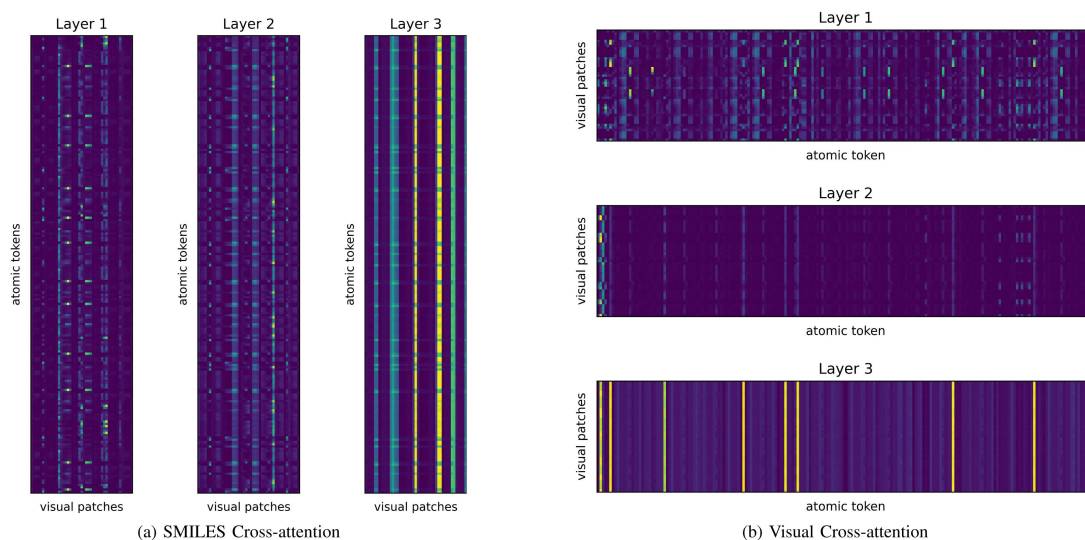 Layer 1
Layer 2
Layer 3
atomic tokens
atomic tokens
atomic tokens
visual patches
visual patches
visual patches
(a) SMILES Cross-attention
Layer 1
visual patches
atomic token
Layer 2
visual patches
atomic token
Layer 3
visual patches
atomic token
(b) Visual Cross-attention